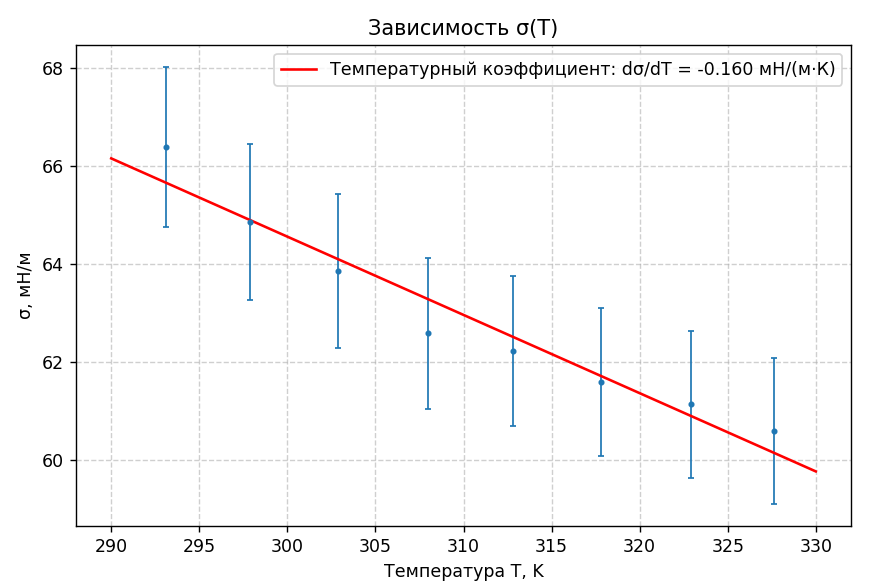 Зависимость σ(T)
Температурный коэффициент: dσ/dT = -0.160 мН/(м·К)
σ, мН/м
68
66
64
62
60
290 295 300 305 310 315 320 325 330
Температура T, K